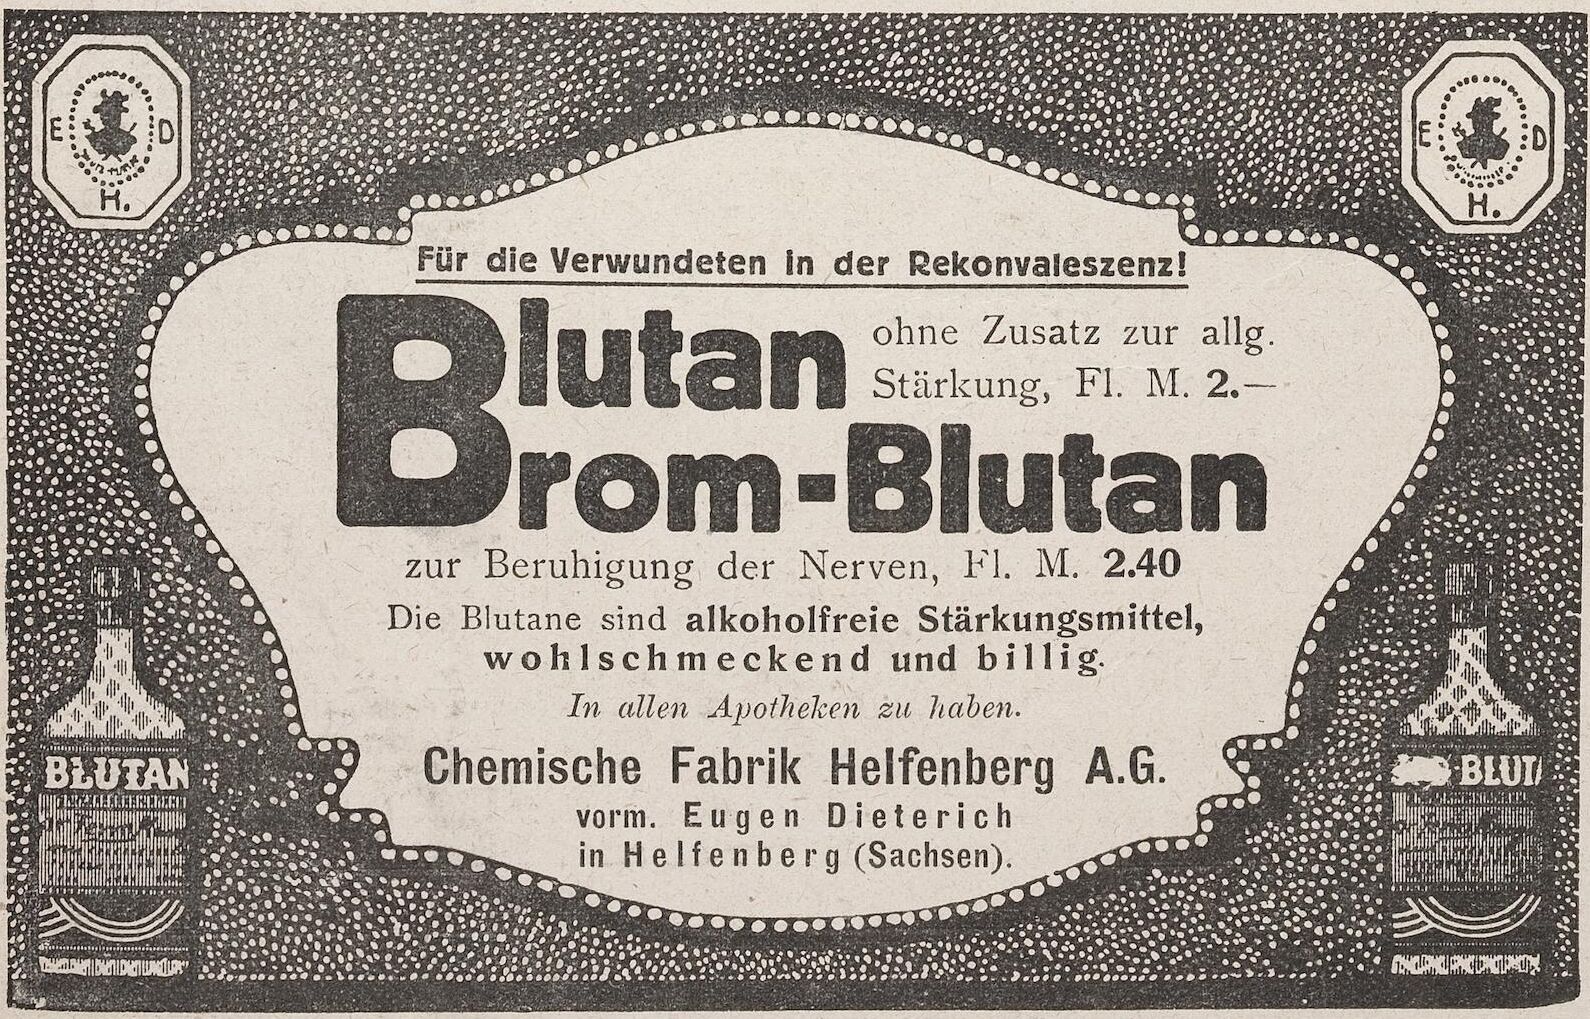 E D
H.
E D
H.
Für die Verwundeten in der Rekonvaleszenz!
Blutan ohne Zusatz zur allg.
Stärkung, Fl. M. 2.—
Brom-Blutan
zur Beruhigung der Nerven, Fl. M. 2.40
Die Blutane sind alkoholfreie Stärkungsmittel,
wohlschmeckend und billig.
In allen Apotheken zu haben.
Chemische Fabrik Helfenberg A.G.
vorm. Eugen Dieterich
in Helfenberg (Sachsen).
BLUTAN
BLUT